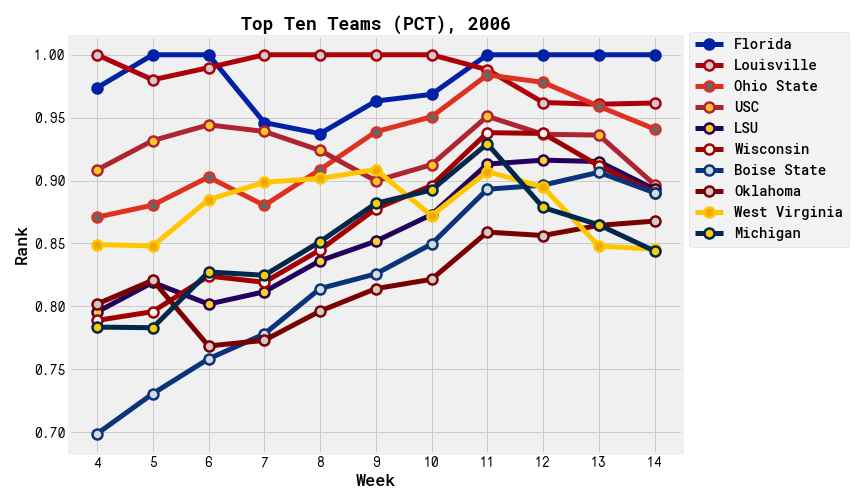 Top Ten Teams (PCT), 2006
Florida
Louisville
Ohio State
USC
LSU
Wisconsin
Boise State
Oklahoma
West Virginia
Michigan
Rank
1.00
0.95
0.90
0.85
0.80
0.75
0.70
4 5 6 7 8 9 10 11 12 13 14
Week